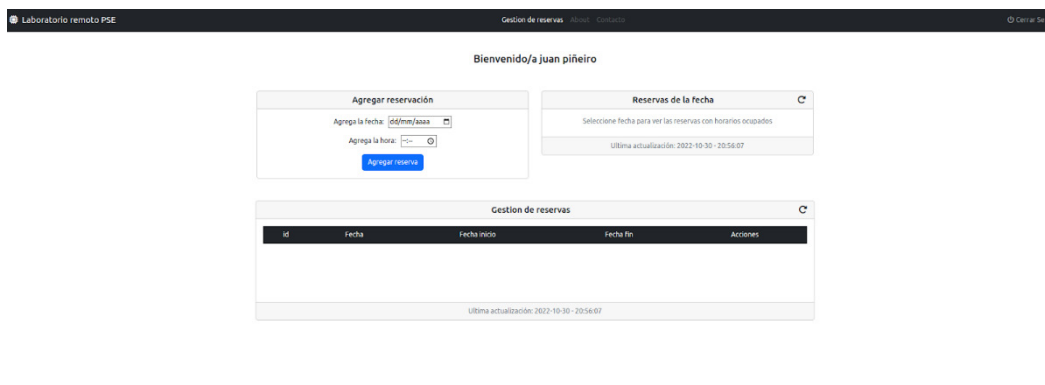 Laboratorio remoto PSE
Gestion de reservas About Contacto
Cerrar Se
Bienvenido/a juan piñeiro
Agregar reservación
Agrega la fecha: dd/mm/aaaa
Agrega la hora: --:--
Agregar reserva
Reservas de la fecha
Seleccione fecha para ver las reservas con horarios ocupados
Ultima actualización: 2022-10-30 - 20:56:07
Gestion de reservas
id Fecha Fecha inicio Fecha fin Acciones
Ultima actualización: 2022-10-30 - 20:56:07